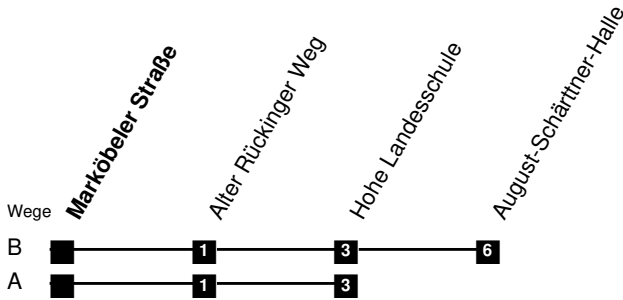 Marköbeler Straße
Alter Rückinger Weg
Hohe Landesschule
August-Schärttner-Halle
Wege
B 1 3 6
A 1 3